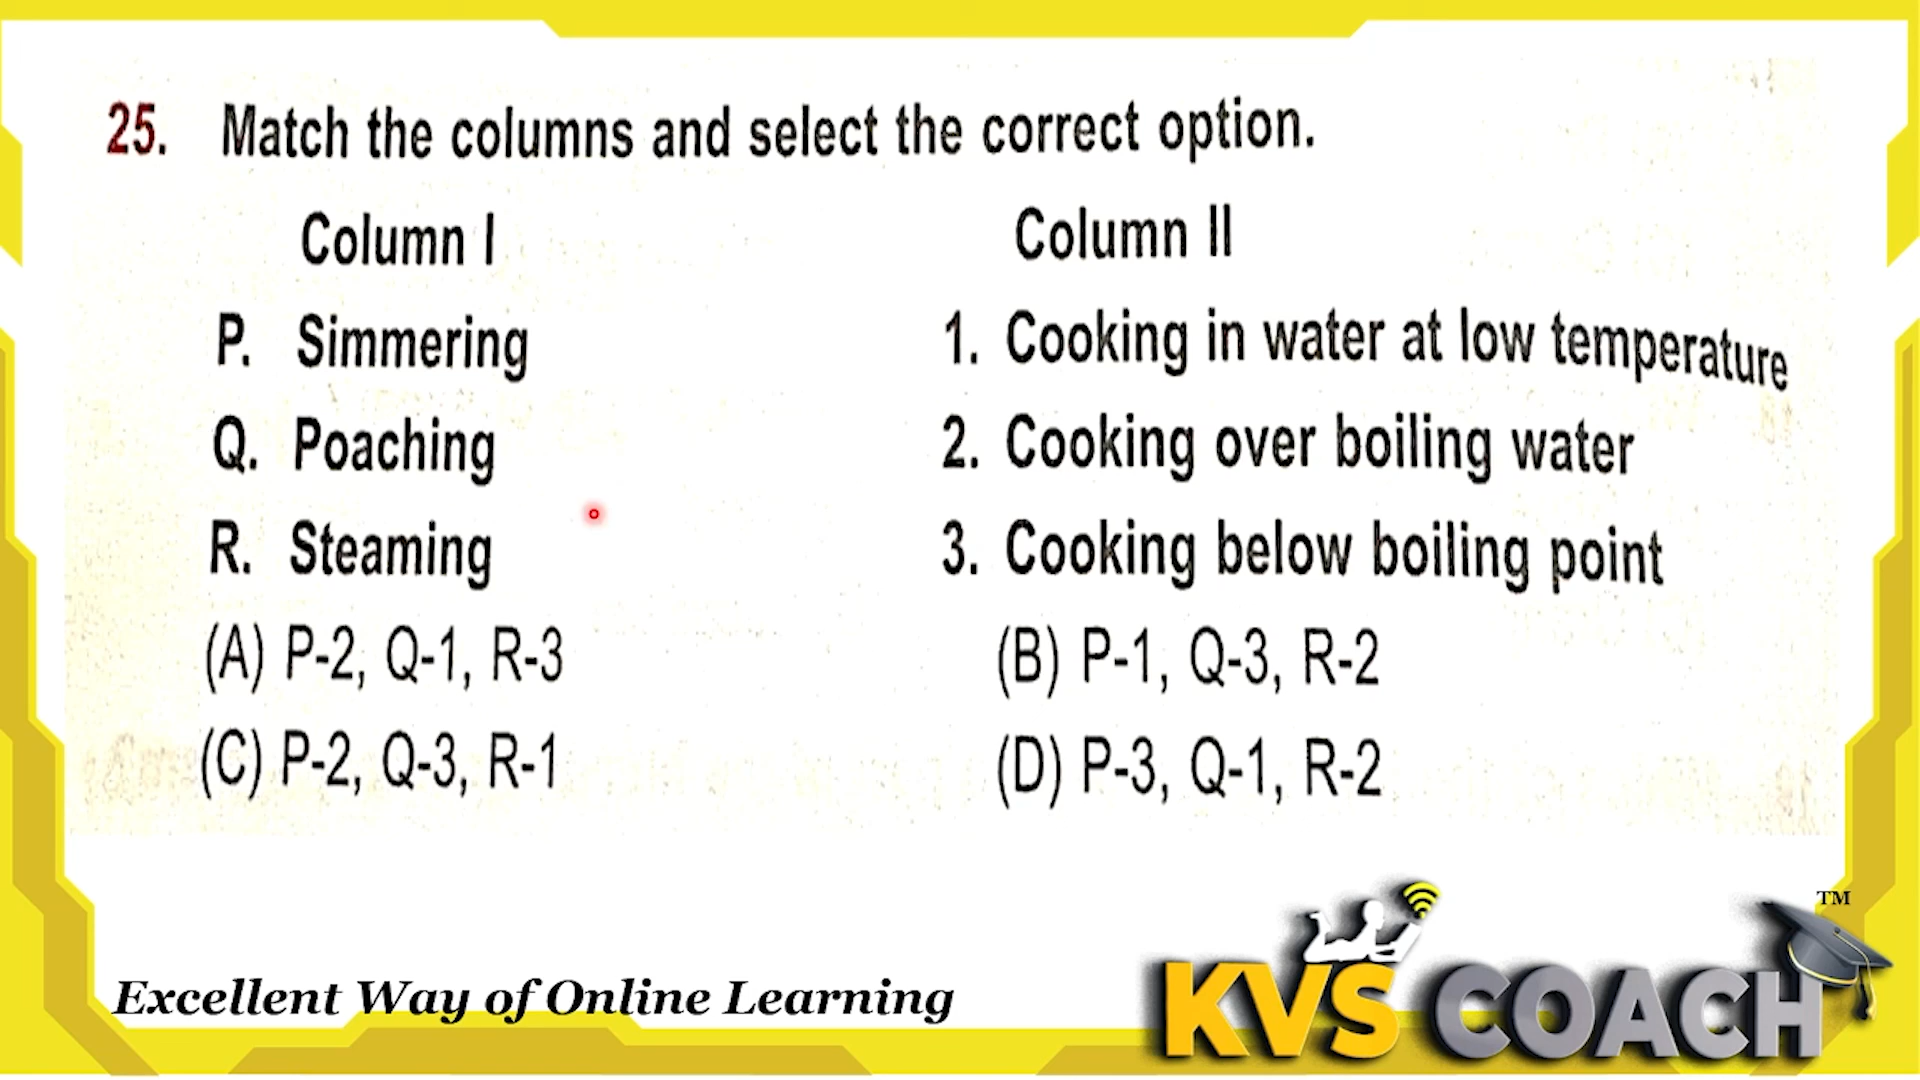 25. Match the columns and select the correct option.
Column I Column II
P. Simmering 1. Cooking in water at low temperature
Q. Poaching 2. Cooking over boiling water
R. Steaming 3. Cooking below boiling point
(A) P-2, Q-1, R-3 (B) P-1, Q-3, R-2
(C) P-2, Q-3, R-1 (D) P-3, Q-1, R-2
Excellent Way of Online Learning
KVS COACH TM